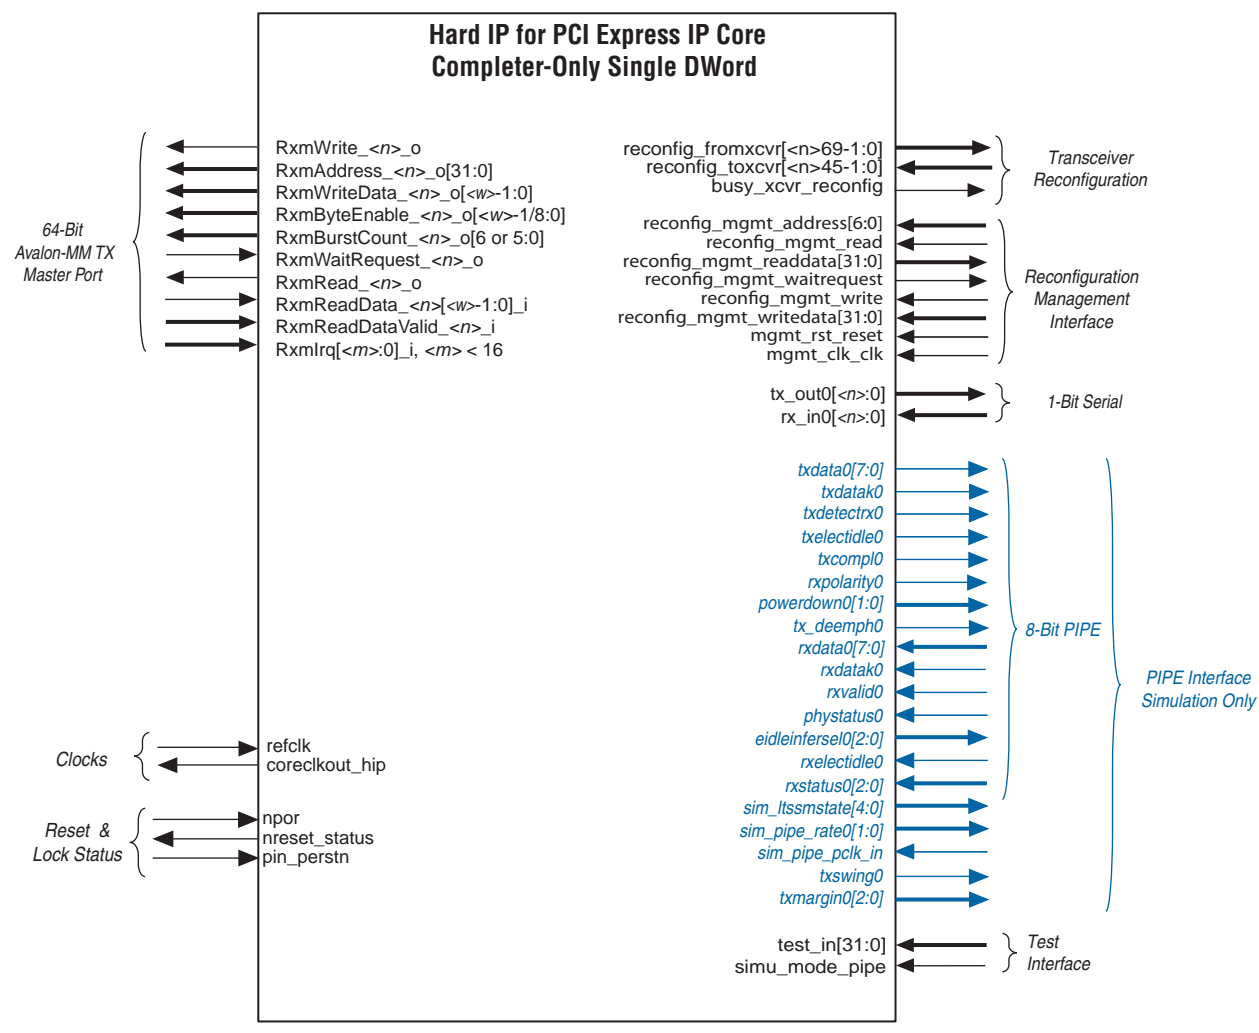 Hard IP for PCI Express IP Core
Completer-Only Single DWord
64-Bit
Avalon-MM TX
Master Port
RxmWrite_<n>_o
RxmAddress_<n>_o[31:0]
RxmWriteData_<n>_o[<w>-1:0]
RxmByteEnable_<n>_o[<w>-1/8:0]
RxmBurstCount_<n>_o[6 or 5:0]
RxmWaitRequest_<n>_o
RxmRead_<n>_o
RxmReadData_<n>[<w>-1:0]_i
RxmReadDataValid_<n>_i
RxmIrq[<m>:0]_i, <m> < 16
Clocks
refclk
coreclkout_hip
Reset &
Lock Status
npor
nreset_status
pin_perstn
reconfig_fromxcvr[<n>69-1:0]
reconfig_toxcvr[<n>45-1:0]
busy_xcvr_reconfig
Transceiver
Reconfiguration
reconfig_mgmt_address[6:0]
reconfig_mgmt_read
reconfig_mgmt_readdata[31:0]
reconfig_mgmt_waitrequest
reconfig_mgmt_write
reconfig_mgmt_writedata[31:0]
mgmt_rst_reset
mgmt_clk_clk
Reconfiguration
Management
Interface
tx_out0[<n>:0]
rx_in0[<n>:0]
1-Bit Serial
txdata0[7:0]
txdatak0
txdetectrx0
txelectidle0
txcompl0
rxpolarity0
powerdown0[1:0]
tx_deemph0
rxdata0[7:0]
rxdatak0
rxvalid0
phystatus0
eidleinfersel0[2:0]
rxelectidle0
rxstatus0[2:0]
sim_ltssmstate[4:0]
sim_pipe_rate0[1:0]
sim_pipe_pclk_in
txswing0
txmargin0[2:0]
8-Bit PIPE
PIPE Interface
Simulation Only
test_in[31:0]
simu_mode_pipe
Test
Interface